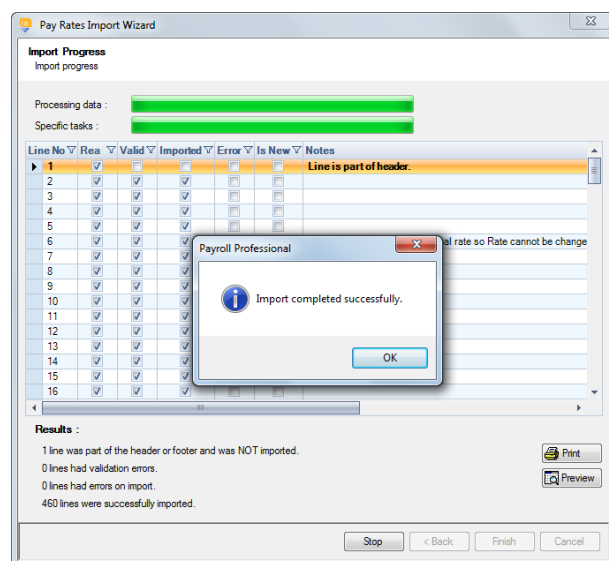 Pay Rates Import Wizard
Import Progress
Import progress
Processing data :
Specific tasks :
Line No Rea Valid Imported Error Is New Notes
1 Line is part of header.
2
3
4
5
6 al rate so Rate cannot be change
7
8
9
10
11
12
13
14
15
16
Payroll Professional
Import completed successfully.
OK
Results :
1 line was part of the header or footer and was NOT imported.
0 lines had validation errors.
0 lines had errors on import.
460 lines were successfully imported.
Print
Preview
Stop < Back Finish Cancel